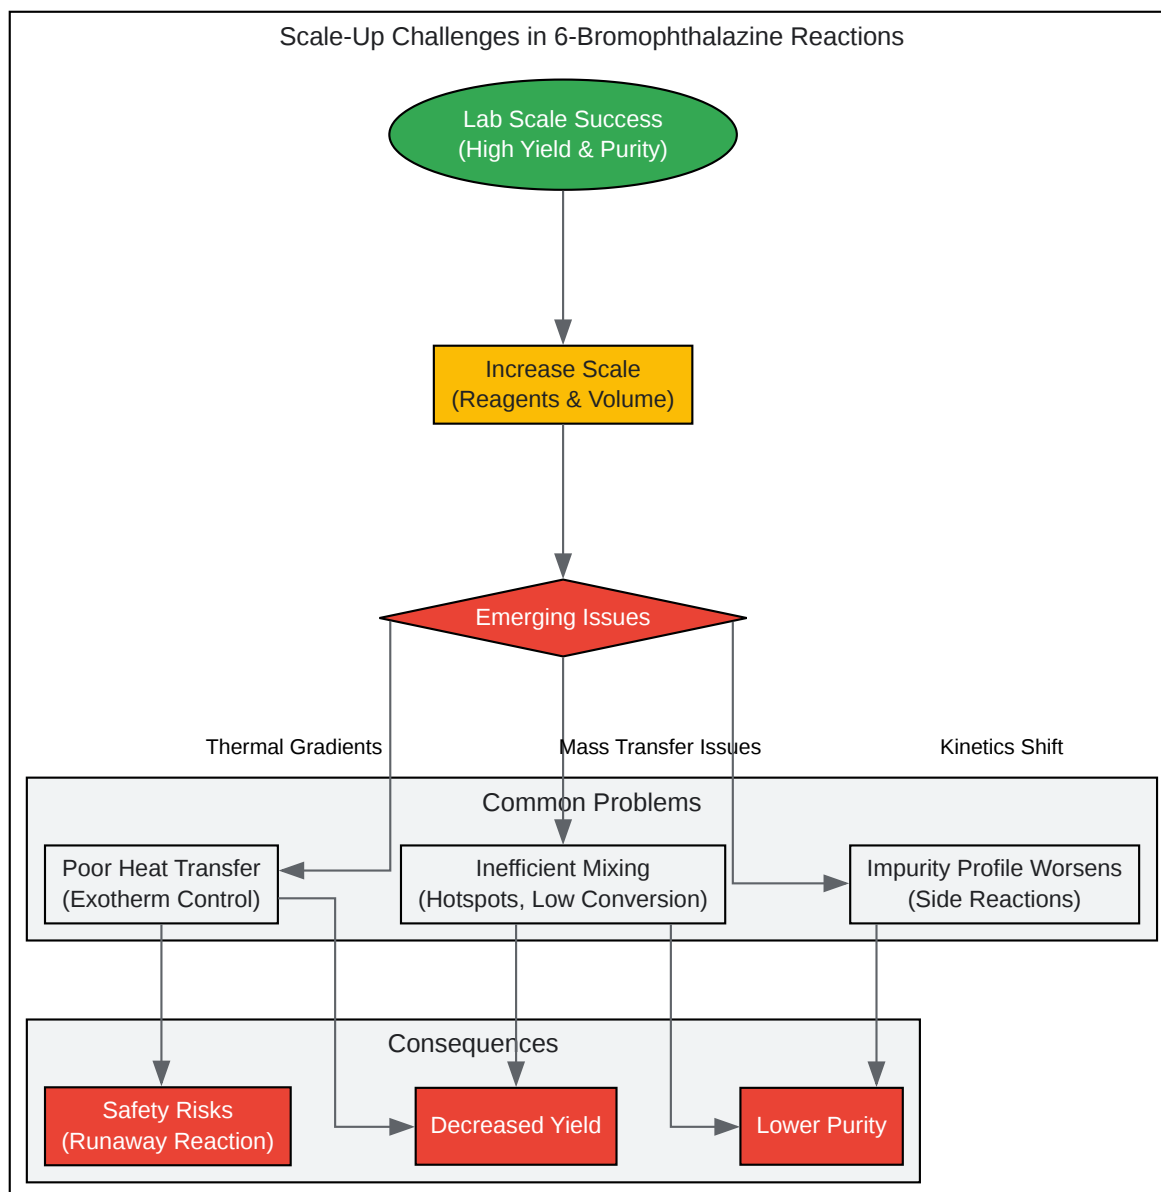 Scale-Up Challenges in 6-Bromophthalazine Reactions
Lab Scale Success
(High Yield & Purity)
Increase Scale
(Reagents & Volume)
Emerging Issues
Thermal Gradients
Mass Transfer Issues
Kinetics Shift
Common Problems
Poor Heat Transfer
(Exotherm Control)
Inefficient Mixing
(Hotspots, Low Conversion)
Impurity Profile Worsens
(Side Reactions)
Consequences
Safety Risks
(Runaway Reaction)
Decreased Yield
Lower Purity